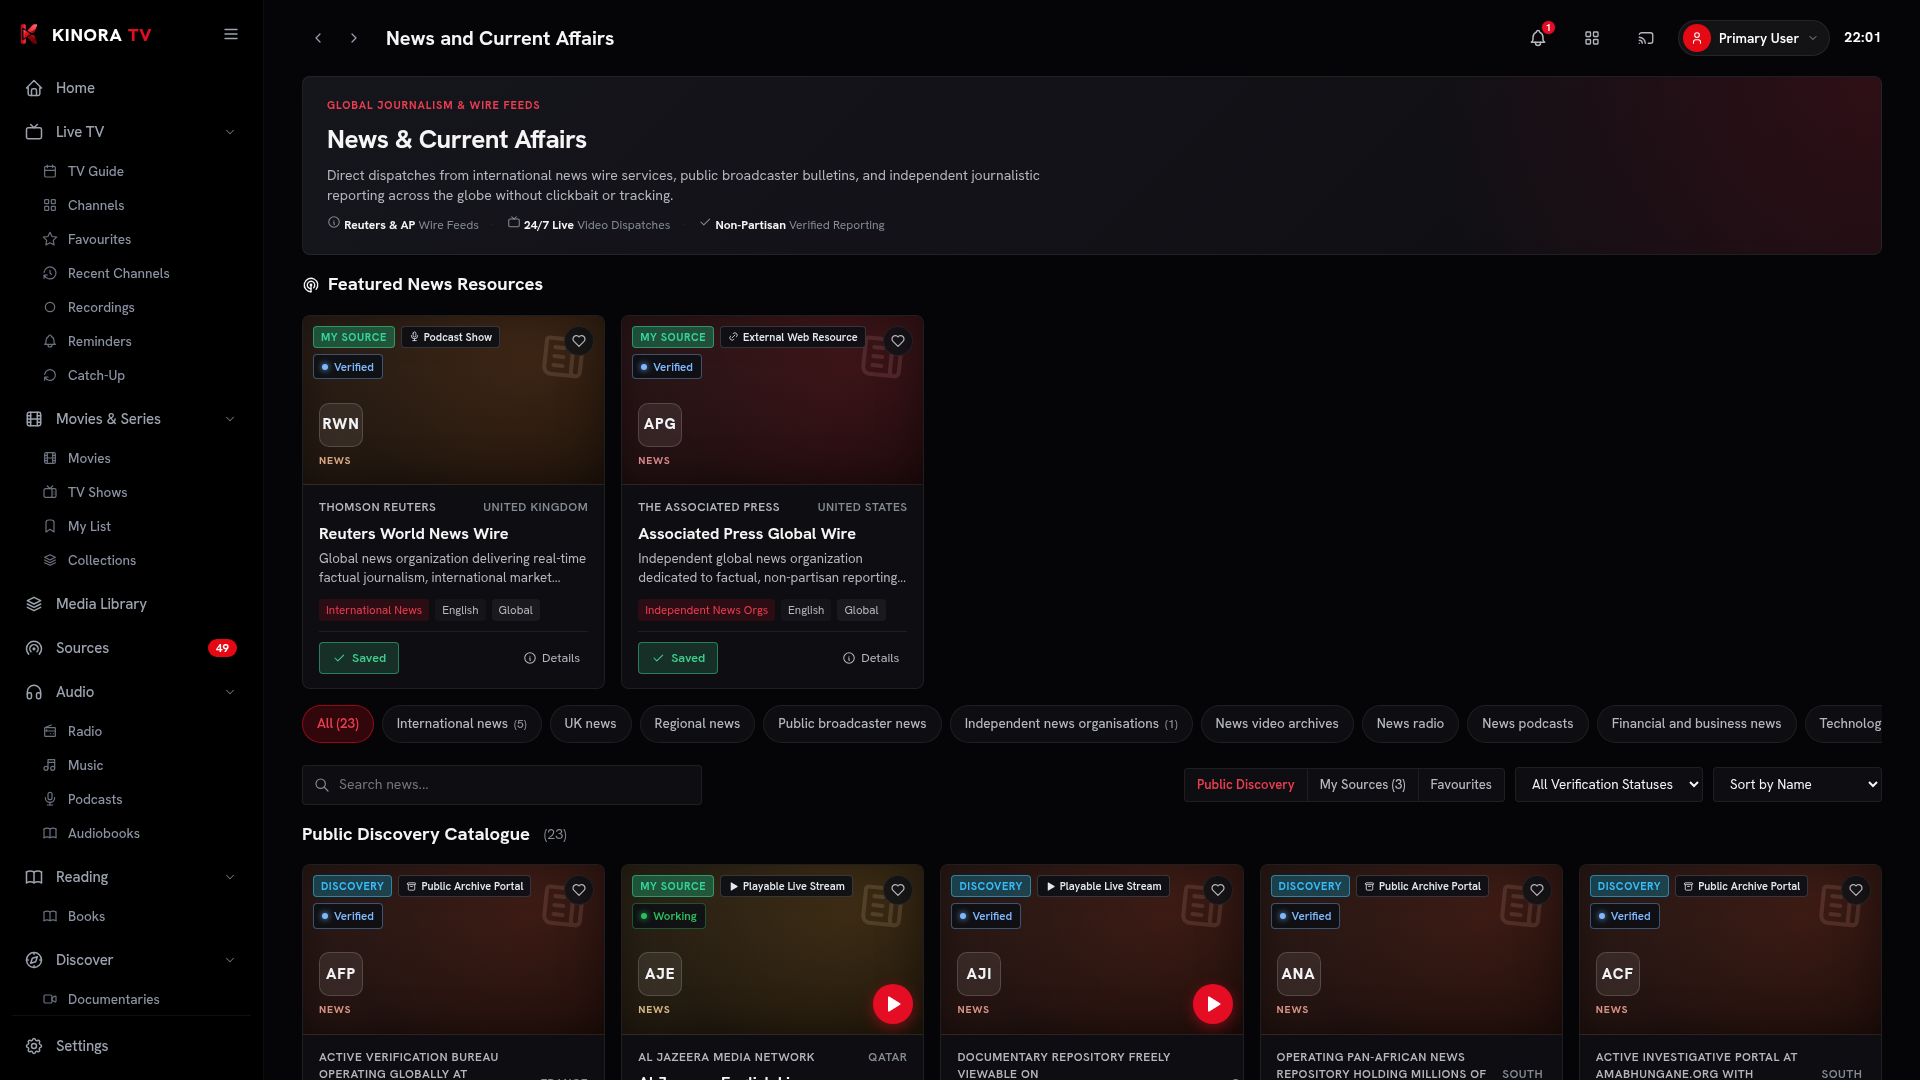 KINORA TV
Home
Live TV
TV Guide
Channels
Favourites
Recent Channels
Recordings
Reminders
Catch-Up
Movies & Series
Movies
TV Shows
My List
Collections
Media Library
Sources 49
Audio
Radio
Music
Podcasts
Audiobooks
Reading
Books
Discover
Documentaries
Settings
News and Current Affairs
1
Primary User
22:01
GLOBAL JOURNALISM & WIRE FEEDS
News & Current Affairs
Direct dispatches from international news wire services, public broadcaster bulletins, and independent journalistic
reporting across the globe without clickbait or tracking.
Reuters & AP Wire Feeds · 24/7 Live Video Dispatches · Non-Partisan Verified Reporting
Featured News Resources
MY SOURCE Podcast Show
Verified
RWN
NEWS
THOMSON REUTERS UNITED KINGDOM
Reuters World News Wire
Global news organization delivering real-time
factual journalism, international market...
International News English Global
Saved Details
MY SOURCE External Web Resource
Verified
APG
NEWS
THE ASSOCIATED PRESS UNITED STATES
Associated Press Global Wire
Independent global news organization
dedicated to factual, non-partisan reporting...
Independent News Orgs English Global
Saved Details
All (23) International news (5) UK news Regional news Public broadcaster news Independent news organisations (1) News video archives News radio News podcasts Financial and business news Technolog
Search news...
Public Discovery My Sources (3) Favourites All Verification Statuses Sort by Name
Public Discovery Catalogue (23)
DISCOVERY Public Archive Portal
Verified
AFP
NEWS
ACTIVE VERIFICATION BUREAU
OPERATING GLOBALLY AT
MY SOURCE Playable Live Stream
Working
AJE
NEWS
AL JAZEERA MEDIA NETWORK QATAR
DISCOVERY Playable Live Stream
Verified
AJI
NEWS
DOCUMENTARY REPOSITORY FREELY
VIEWABLE ON
DISCOVERY Public Archive Portal
Verified
ANA
NEWS
OPERATING PAN-AFRICAN NEWS
REPOSITORY HOLDING MILLIONS OF SOUTH
DISCOVERY Public Archive Portal
Verified
ACF
NEWS
ACTIVE INVESTIGATIVE PORTAL AT
AMABHUNGANE.ORG WITH SOUTH